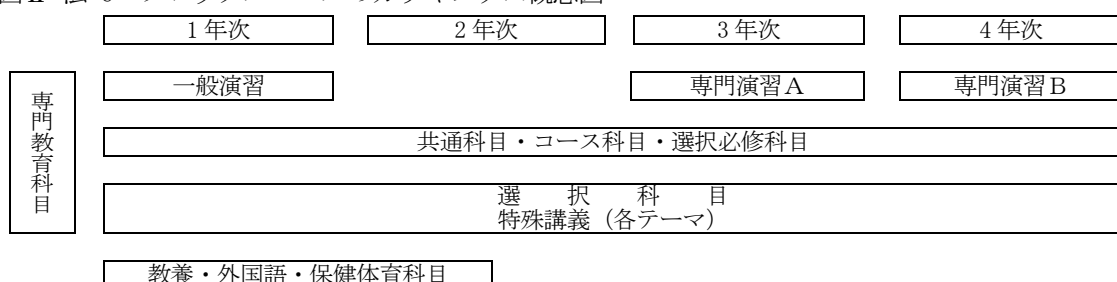 1年次 2年次 3年次 4年次
専門教育科目
一般演習 専門演習A 専門演習B
共通科目・コース科目・選択必修科目
選択科目
特殊講義(各テーマ)
教養・外国語・保健体育科目